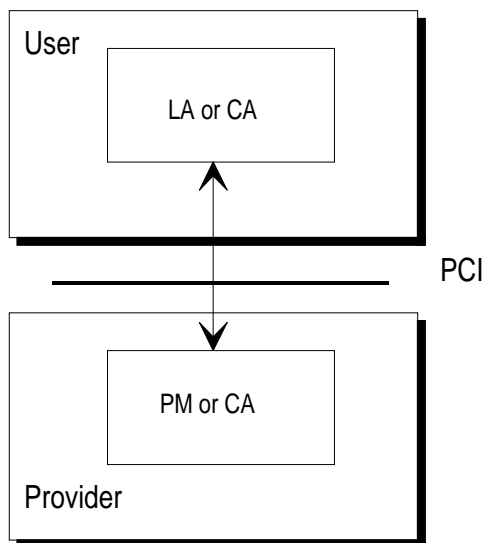 User
LA or CA
PCI
PM or CA
Provider